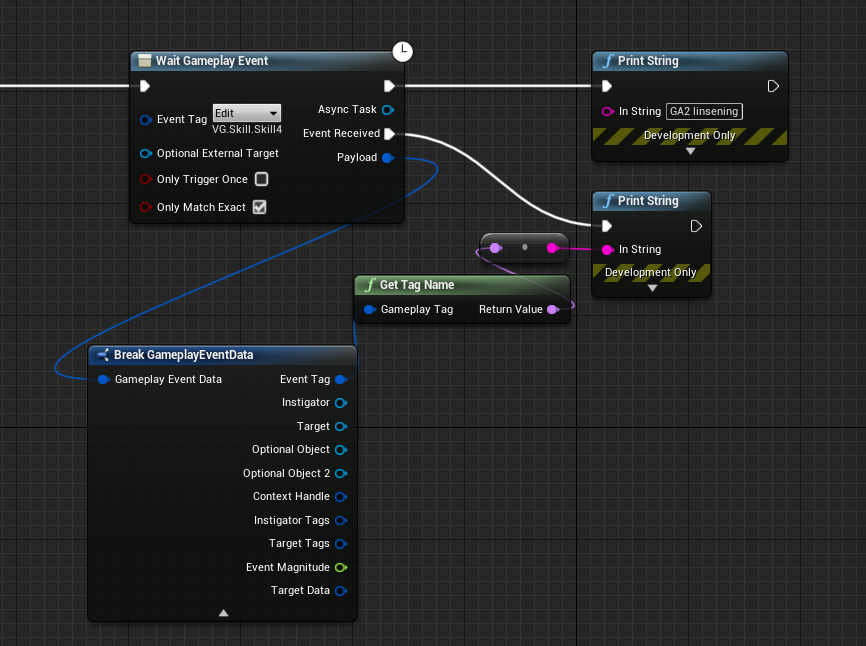 Wait Gameplay Event
Event Tag
Edit
VG.Skill.Skill4
Optional External Target
Only Trigger Once
Only Match Exact
Async Task
Event Received
Payload
Print String
In String GA2 linsening
Development Only
Print String
In String
Development Only
Get Tag Name
Gameplay Tag Return Value
Break GameplayEventData
Gameplay Event Data Event Tag
Instigator
Target
Optional Object
Optional Object 2
Context Handle
Instigator Tags
Target Tags
Event Magnitude
Target Data